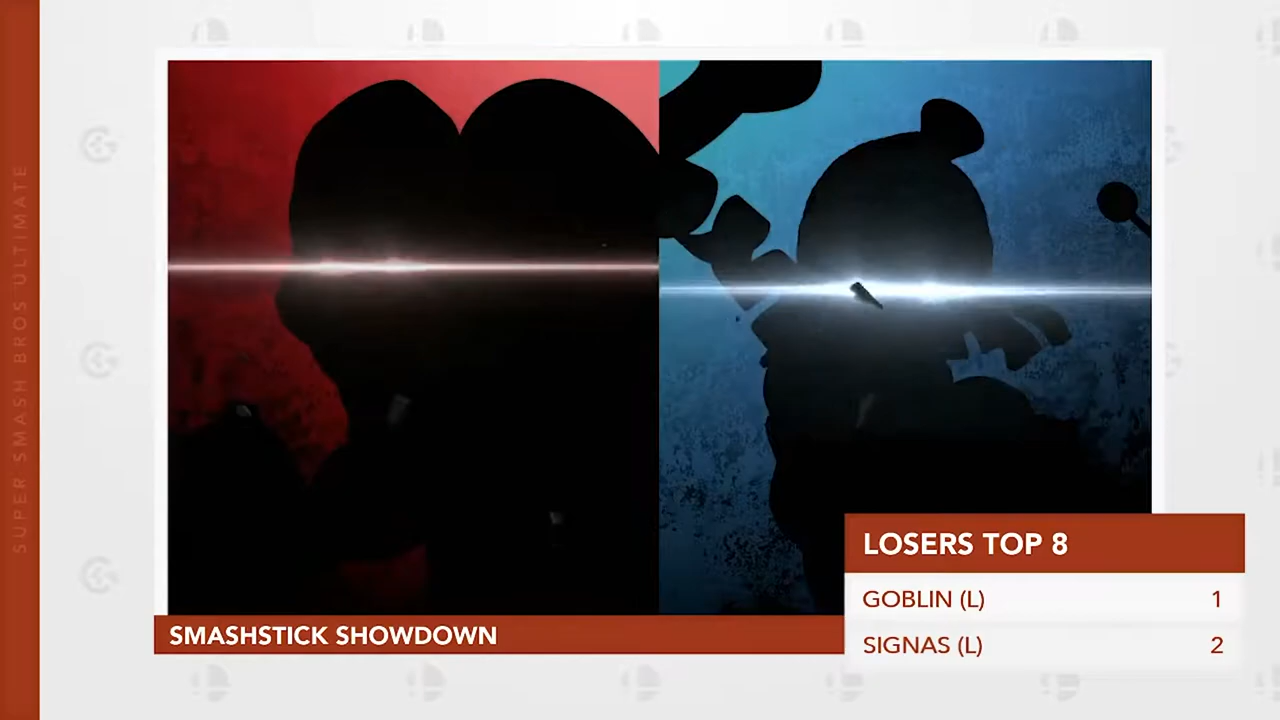 SUPER SMASH BROS ULTIMATE
LOSERS TOP 8
GOBLIN (L) 1
SIGNAS (L) 2
SMASHSTICK SHOWDOWN